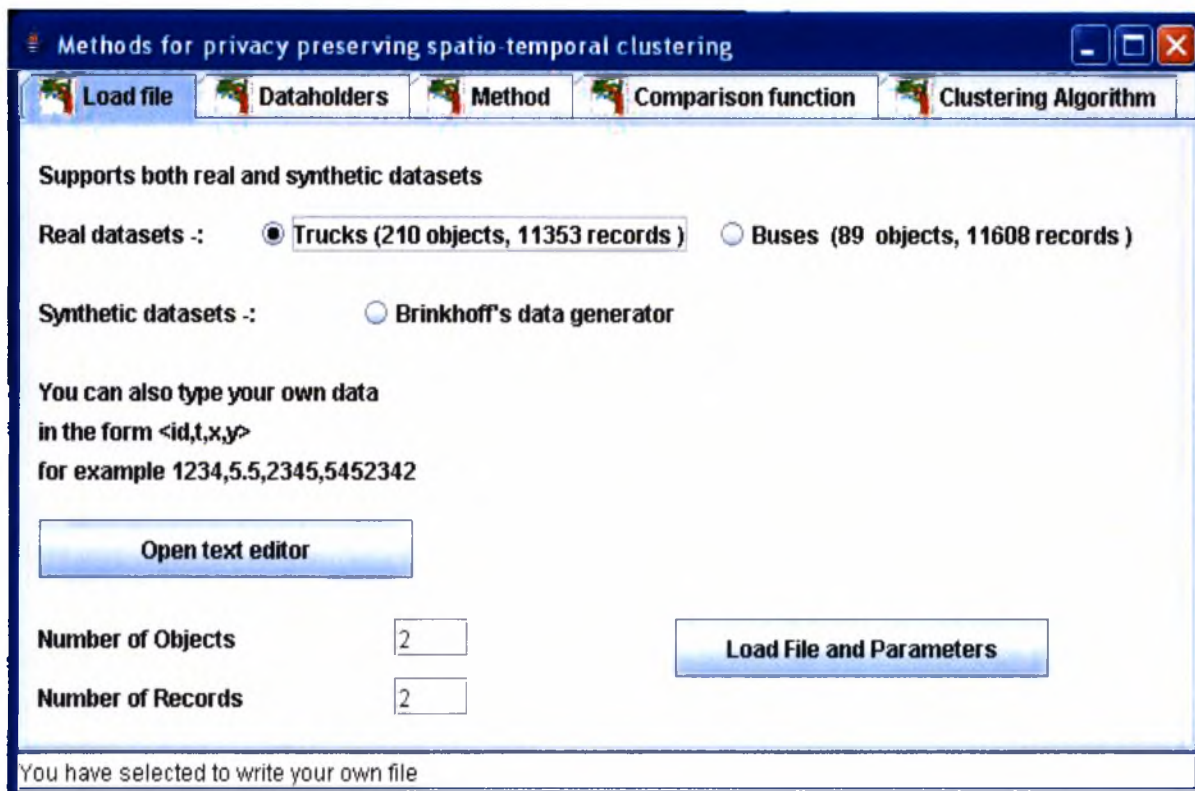 Methods for privacy preserving spatio-temporal clustering
Load file Dataholders Method Comparison function Clustering Algorithm
Supports both real and synthetic datasets
Real datasets -: Trucks (210 objects, 11353 records ) Buses (89 objects, 11608 records )
Synthetic datasets -: Brinkhoff's data generator
You can also type your own data
in the form <id,t,x,y>
for example 1234,5.5,2345,5452342
Open text editor
Number of Objects 2
Load File and Parameters
Number of Records 2
You have selected to write your own file